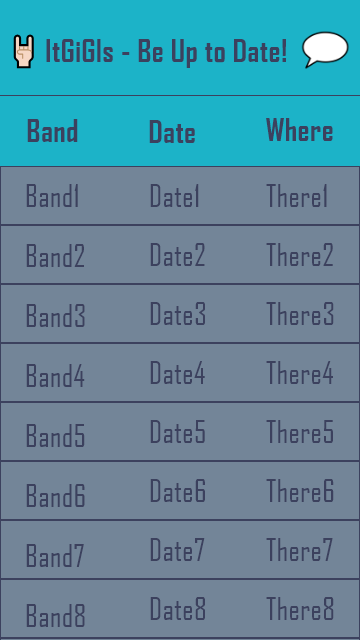 ItGiGIs - Be Up to Date!
Band Date Where
Band1 Date1 There1
Band2 Date2 There2
Band3 Date3 There3
Band4 Date4 There4
Band5 Date5 There5
Band6 Date6 There6
Band7 Date7 There7
Band8 Date8 There8